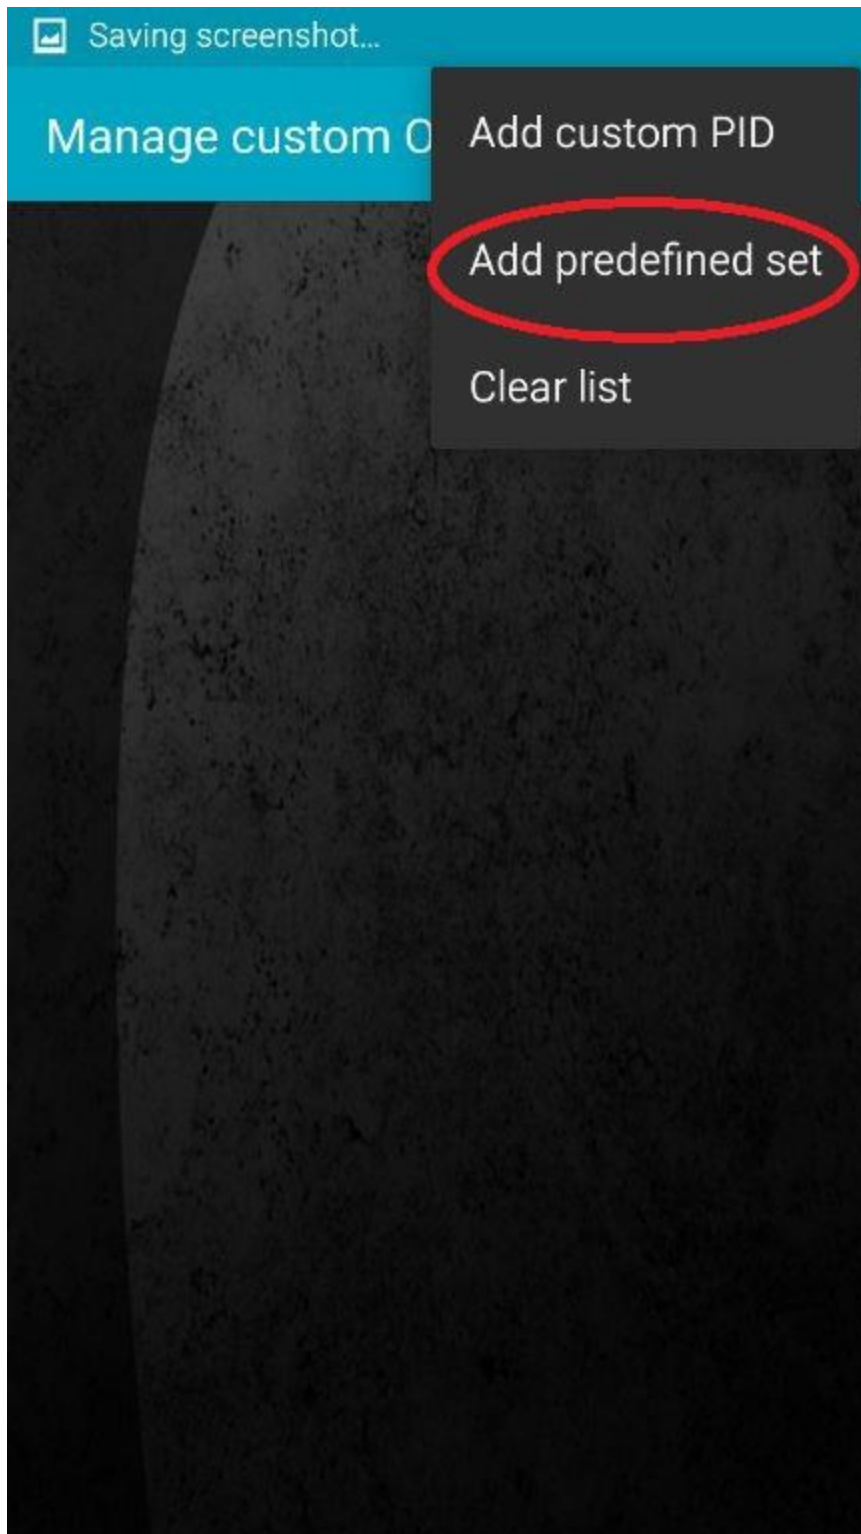 Saving screenshot...
Manage custom O
Add custom PID
Add predefined set
Clear list